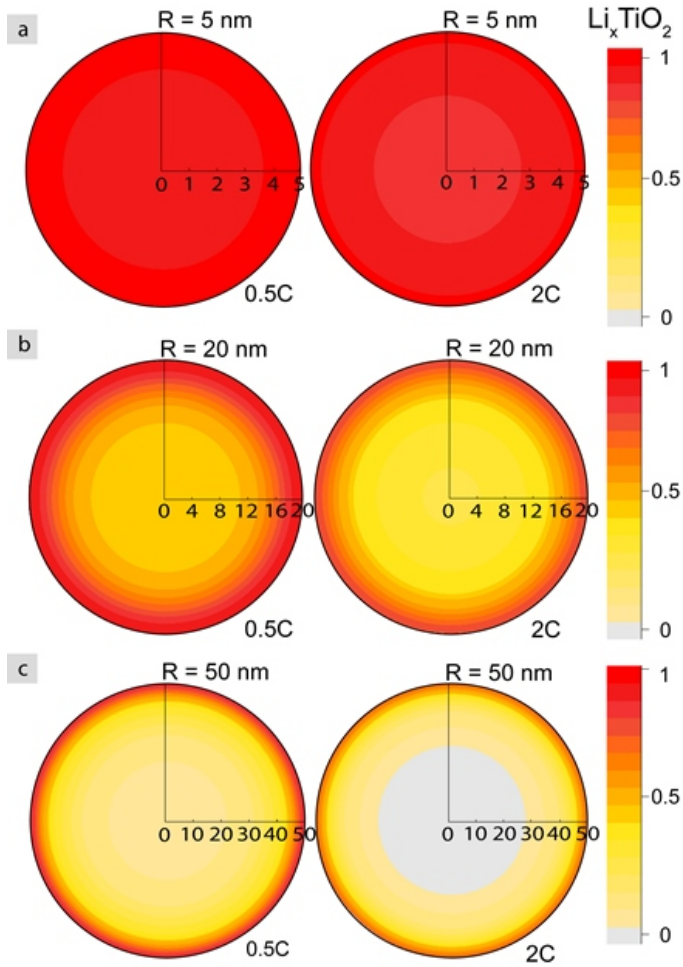 a
R = 5 nm
R = 5 nm
LiₓTiO₂
0 1 2 3 4 5
0 1 2 3 4 5
0.5C
2C
1
0.5
0
b
R = 20 nm
R = 20 nm
0 4 8 12 16 20
0 4 8 12 16 20
0.5C
2C
1
0.5
0
c
R = 50 nm
R = 50 nm
0 10 20 30 40 50
0 10 20 30 40 50
0.5C
2C
1
0.5
0